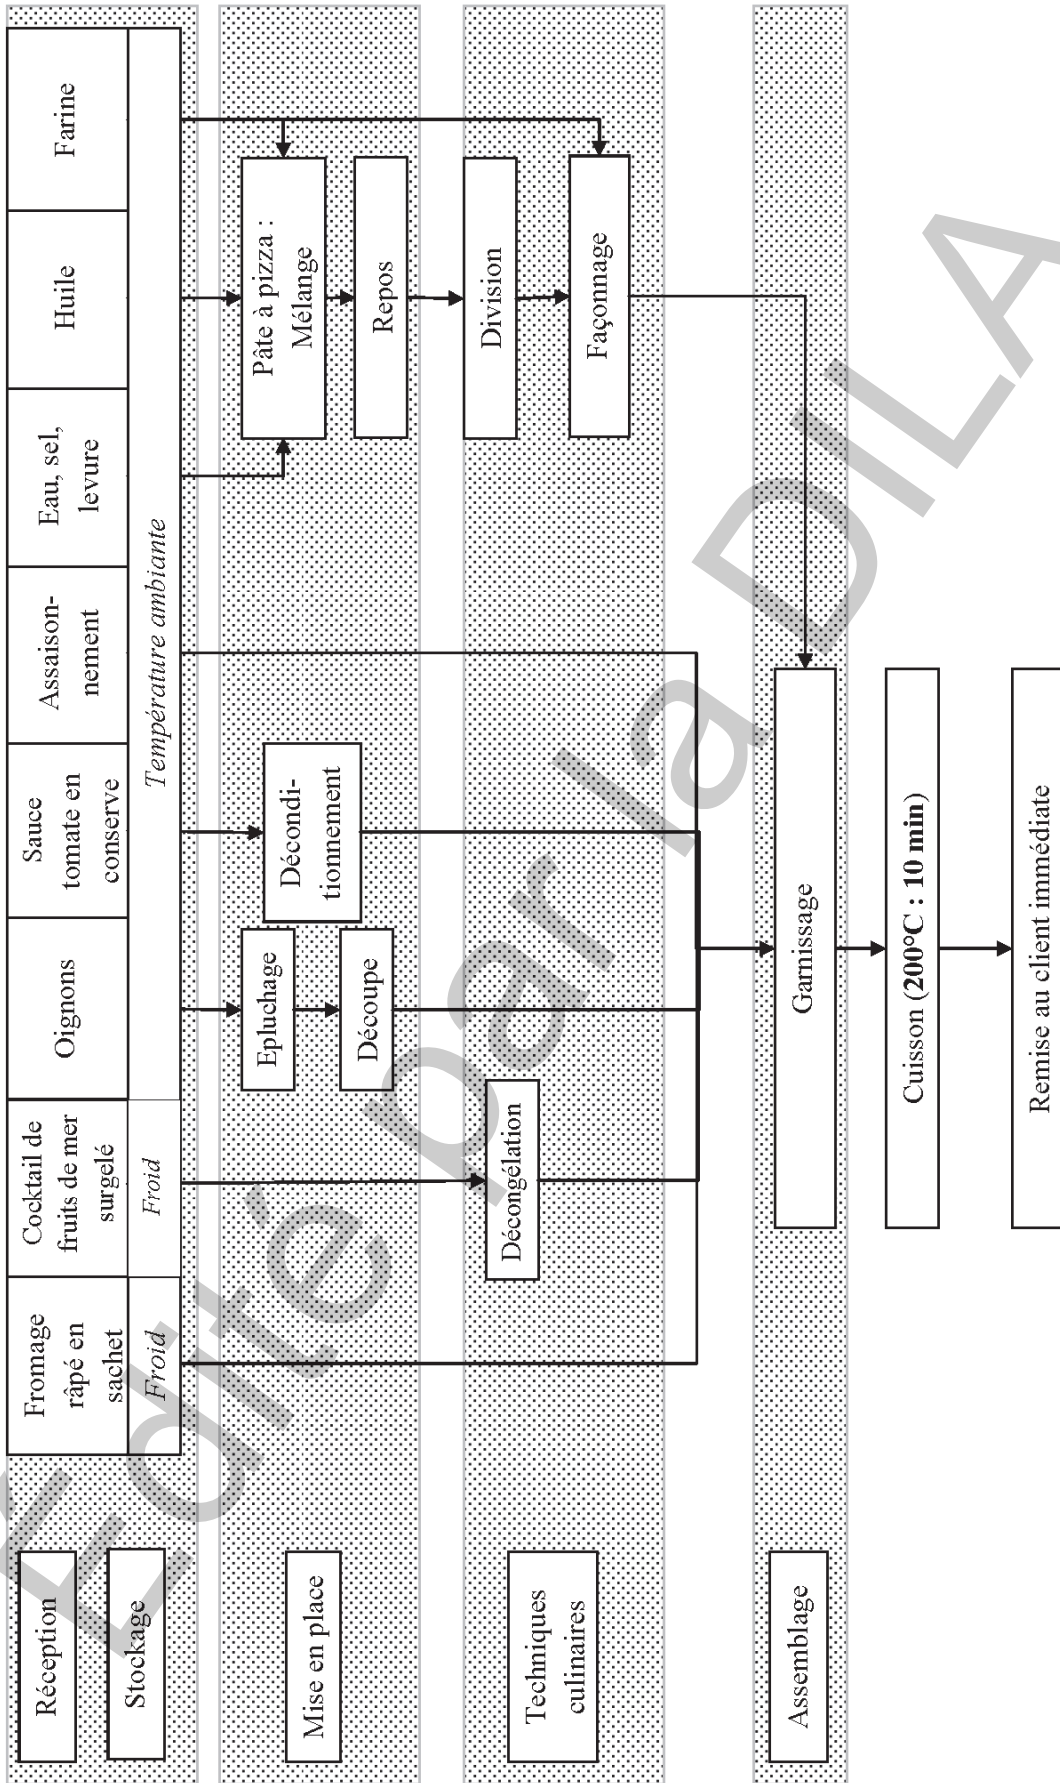 Réception
Stockage
Fromage
râpé en
sachet
Cocktail de
fruits de mer
surgelé
Oignons
Sauce
tomate en
conserve
Assaison-
nement
Eau, sel,
levure
Huile
Farine
Froid
Froid
Température ambiante
Mise en place
Epluchage
Découpe
Décondi-
tionnement
Pâte à pizza :
Mélange
Repos
Techniques
culinaires
Décongélation
Division
Façonnage
Assemblage
Garnissage
Cuisson (200°C : 10 min)
Remise au client immédiate
Édité par la DILA